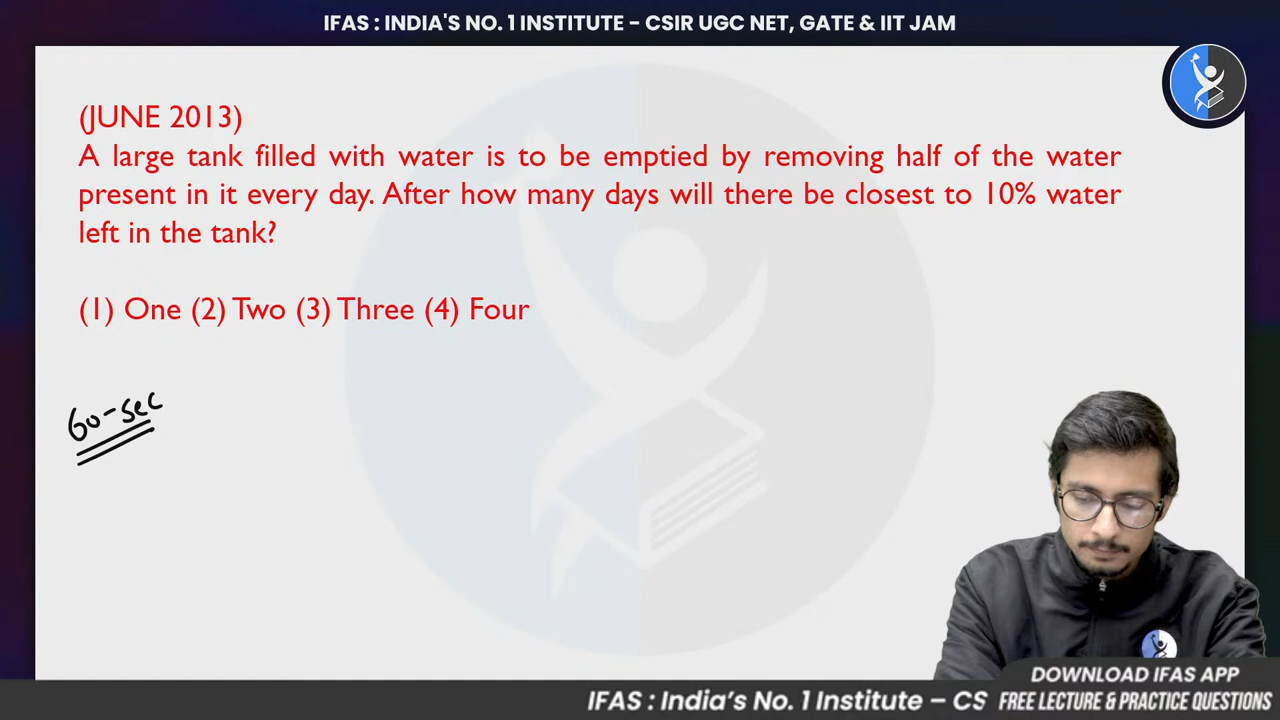 IFAS : INDIA'S NO. 1 INSTITUTE - CSIR UGC NET, GATE & IIT JAM
(JUNE 2013)
A large tank filled with water is to be emptied by removing half of the water
present in it every day. After how many days will there be closest to 10% water
left in the tank?
(1) One (2) Two (3) Three (4) Four
60-sec
DOWNLOAD IFAS APP
IFAS : India's No. 1 Institute – CS
FREE LECTURE & PRACTICE QUESTIONS